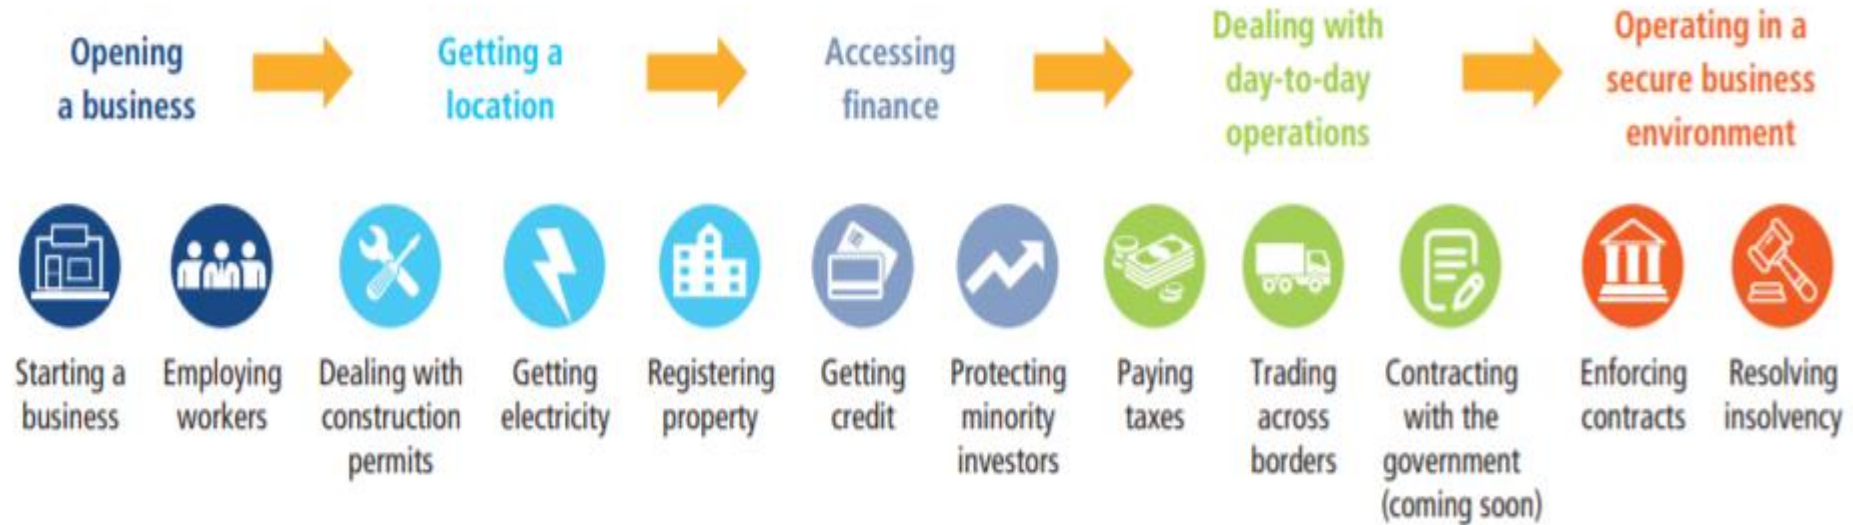 Opening
a business
Getting a
location
Accessing
finance
Dealing with
day-to-day
operations
Operating in a
secure business
environment
Starting a
business
Employing
workers
Dealing with
construction
permits
Getting
electricity
Registering
property
Getting
credit
Protecting
minority
investors
Paying
taxes
Trading
across
borders
Contracting
with the
government
(coming soon)
Enforcing
contracts
Resolving
insolvency